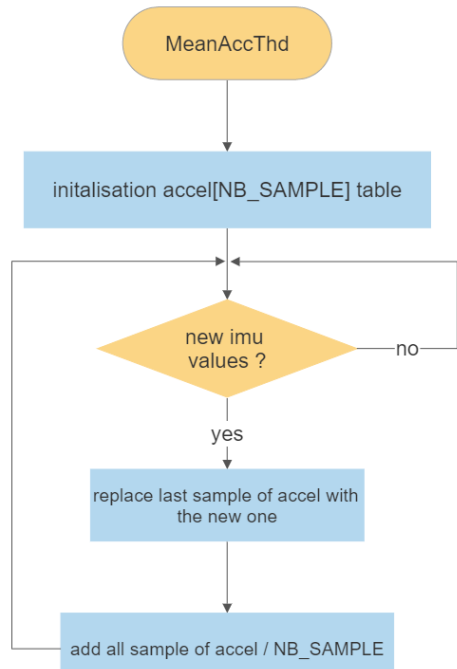 MeanAccThd
initalisation accel[NB_SAMPLE] table
new imu
values ?
no
yes
replace last sample of accel with
the new one
add all sample of accel / NB_SAMPLE